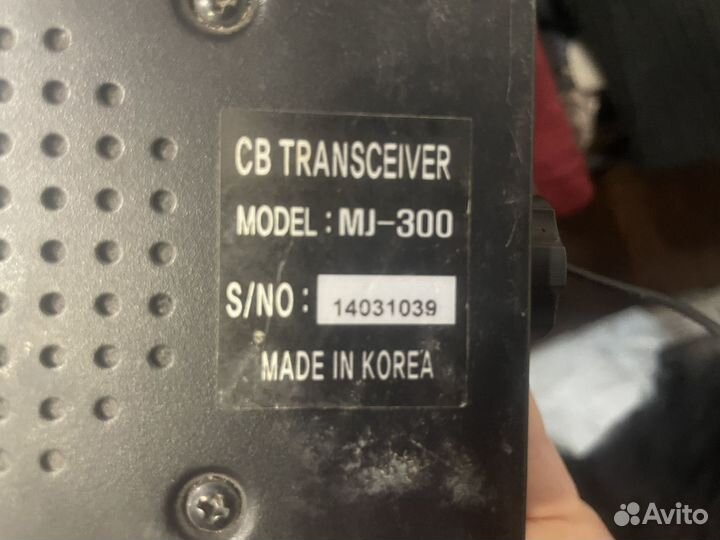 CB TRANSCEIVER
MODEL : MJ-300
S/NO : 14031039
MADE IN KOREA
Avito